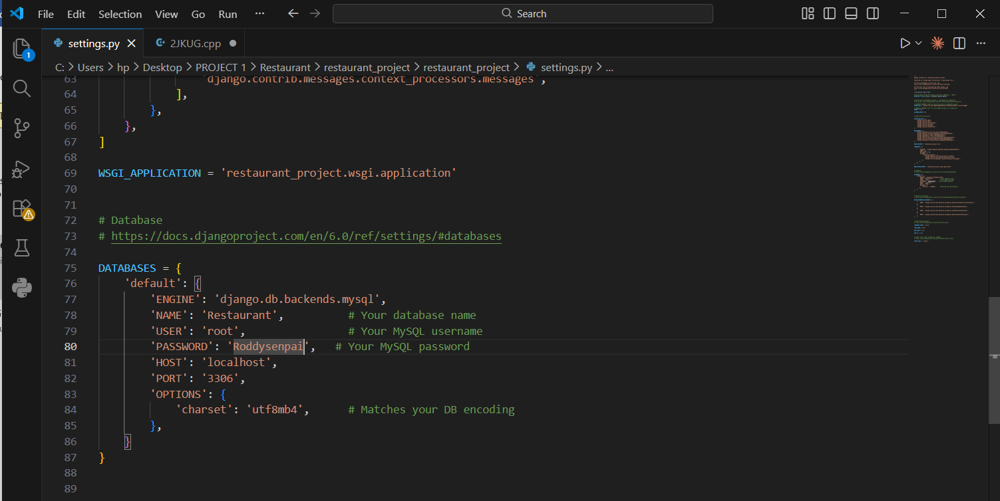 File Edit Selection View Go Run ··· Search
settings.py 2JKUG.cpp
C: > Users > hp > Desktop > PROJECT 1 > Restaurant > restaurant_project > restaurant_project > settings.py > ...
1
63 'django.contrib.messages.context_processors.messages',
64 ],
65 },
66 },
67 ]
68
69 WSGI_APPLICATION = 'restaurant_project.wsgi.application'
70
71
72 # Database
73 # https://docs.djangoproject.com/en/6.0/ref/settings/#databases
74
75 DATABASES = {
76 'default': {
77 'ENGINE': 'django.db.backends.mysql',
78 'NAME': 'Restaurant', # Your database name
79 'USER': 'root', # Your MySQL username
80 'PASSWORD': 'Roddysenpai', # Your MySQL password
81 'HOST': 'localhost',
82 'PORT': '3306',
83 'OPTIONS': {
84 'charset': 'utf8mb4', # Matches your DB encoding
85 },
86 }
87 }
88
89